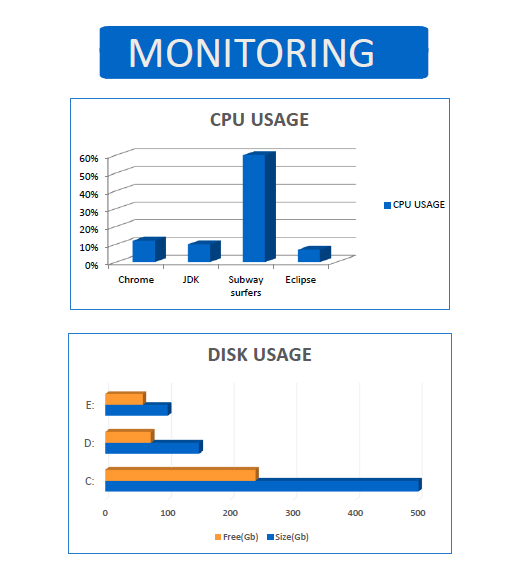 MONITORING
CPU USAGE
60%
50%
40%
30%
20%
10%
0%
Chrome JDK Subway surfers Eclipse
CPU USAGE
DISK USAGE
E:
D:
C:
0 100 200 300 400 500
Free(Gb) Size(Gb)